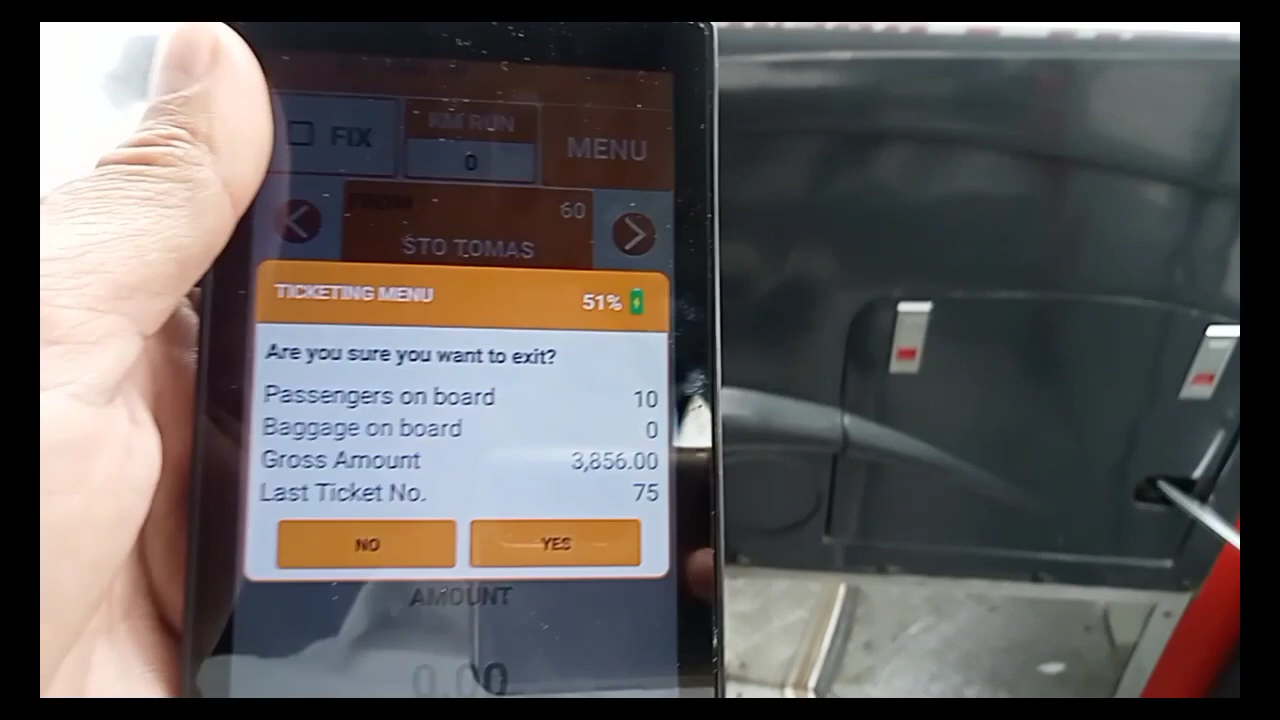 FIX
KM RUN
0
MENU
FROM
60
STO TOMAS
TICKETING MENU
51%
Are you sure you want to exit?
Passengers on board 10
Baggage on board 0
Gross Amount 3,856.00
Last Ticket No. 75
NO
YES
AMOUNT
0.00